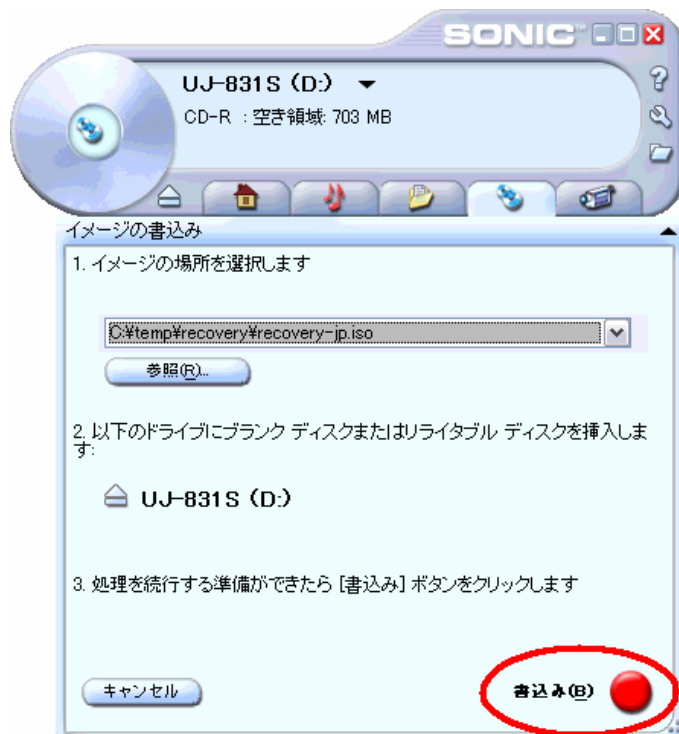 SONIC
UJ-831S (D:)
CD-R : 空き領域: 703 MB
イメージの書込み
1. イメージの場所を選択します
C:¥temp¥recovery¥recovery-jp.iso
参照(R)...
2. 以下のドライブにブランク ディスクまたはリライタブル ディスクを挿入しま
す:
UJ-831S (D:)
3. 処理を続行する準備ができたら [書込み] ボタンをクリックします
キャンセル
書込み(B)